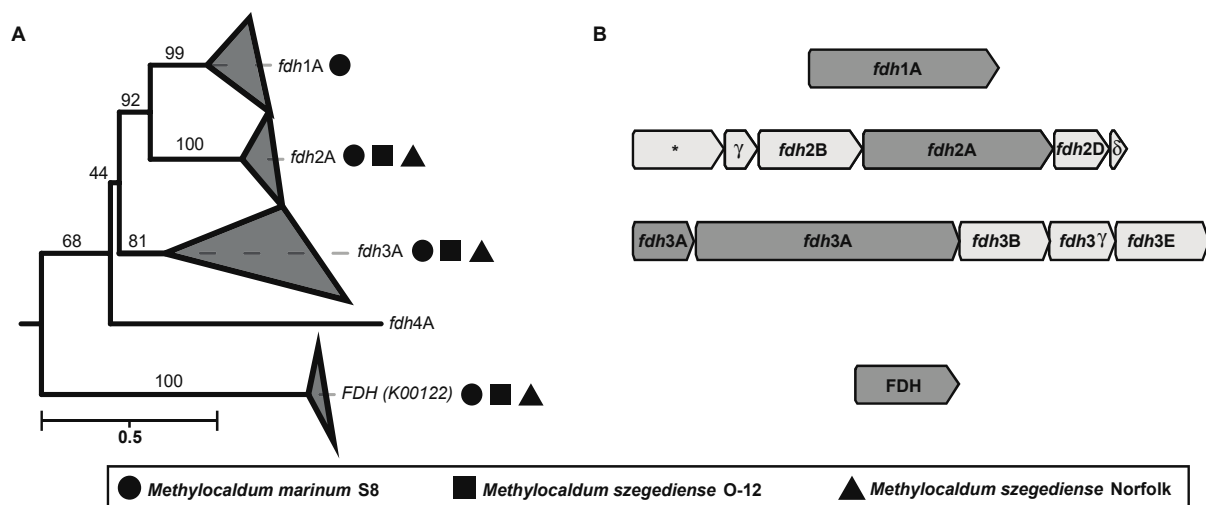 A
99
fdh1A
92
100
fdh2A
44
68
81
fdh3A
fdh4A
100
FDH (K00122)
0.5
B
fdh1A
* γ fdh2B fdh2A fdh2D δ
fdh3A fdh3A fdh3B fdh3γ fdh3E
FDH
Methylocaldum marinum S8 Methylocaldum szegediense O-12 Methylocaldum szegediense Norfolk